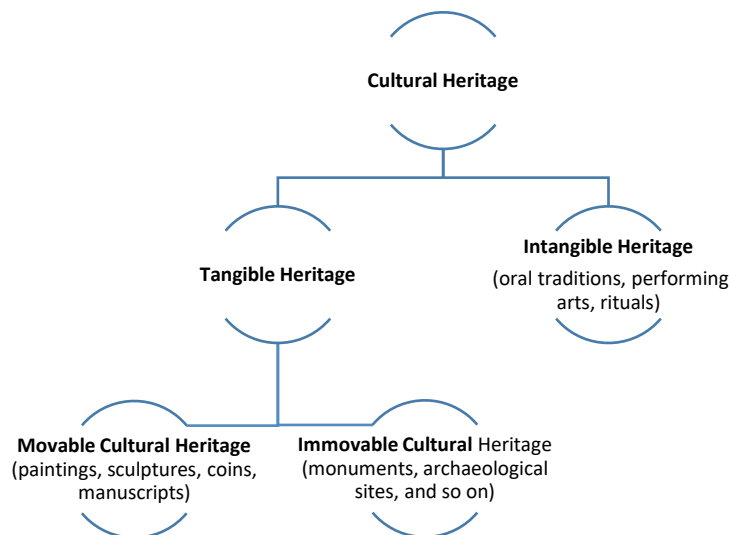 Cultural Heritage
Tangible Heritage
Intangible Heritage
(oral traditions, performing
arts, rituals)
Movable Cultural Heritage
(paintings, sculptures, coins,
manuscripts)
Immovable Cultural Heritage
(monuments, archaeological
sites, and so on)